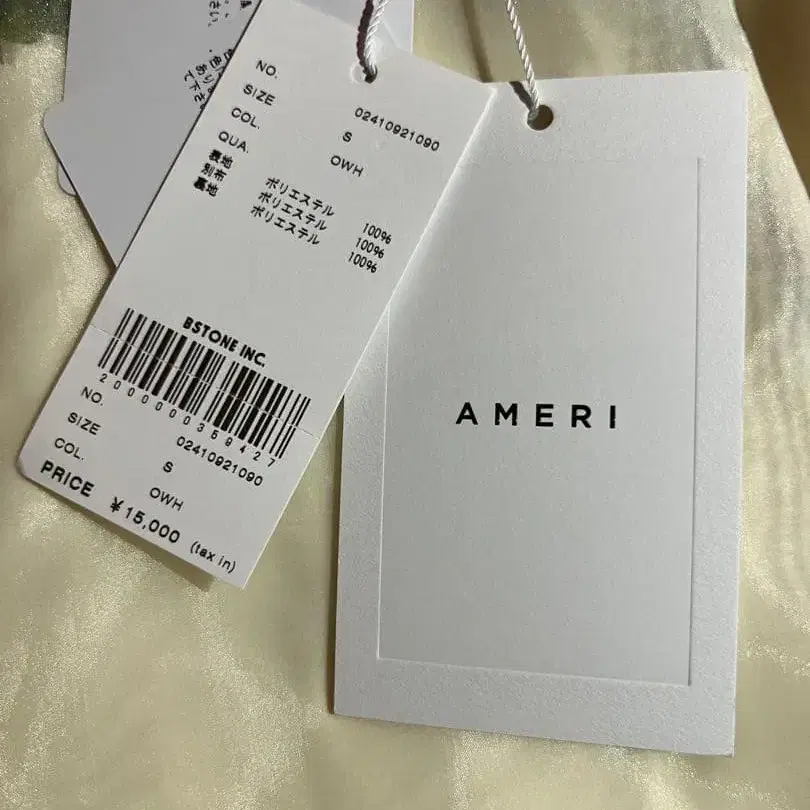 NO. 02410921090
SIZE S
COL. OWH
QUA.
表地 ポリエステル 100%
別布 ポリエステル 100%
裏地 ポリエステル 100%
BSTONE INC.
2000000359427
NO. 02410921090
SIZE S
COL. OWH
PRICE ¥15,000 (tax in)
AMERI